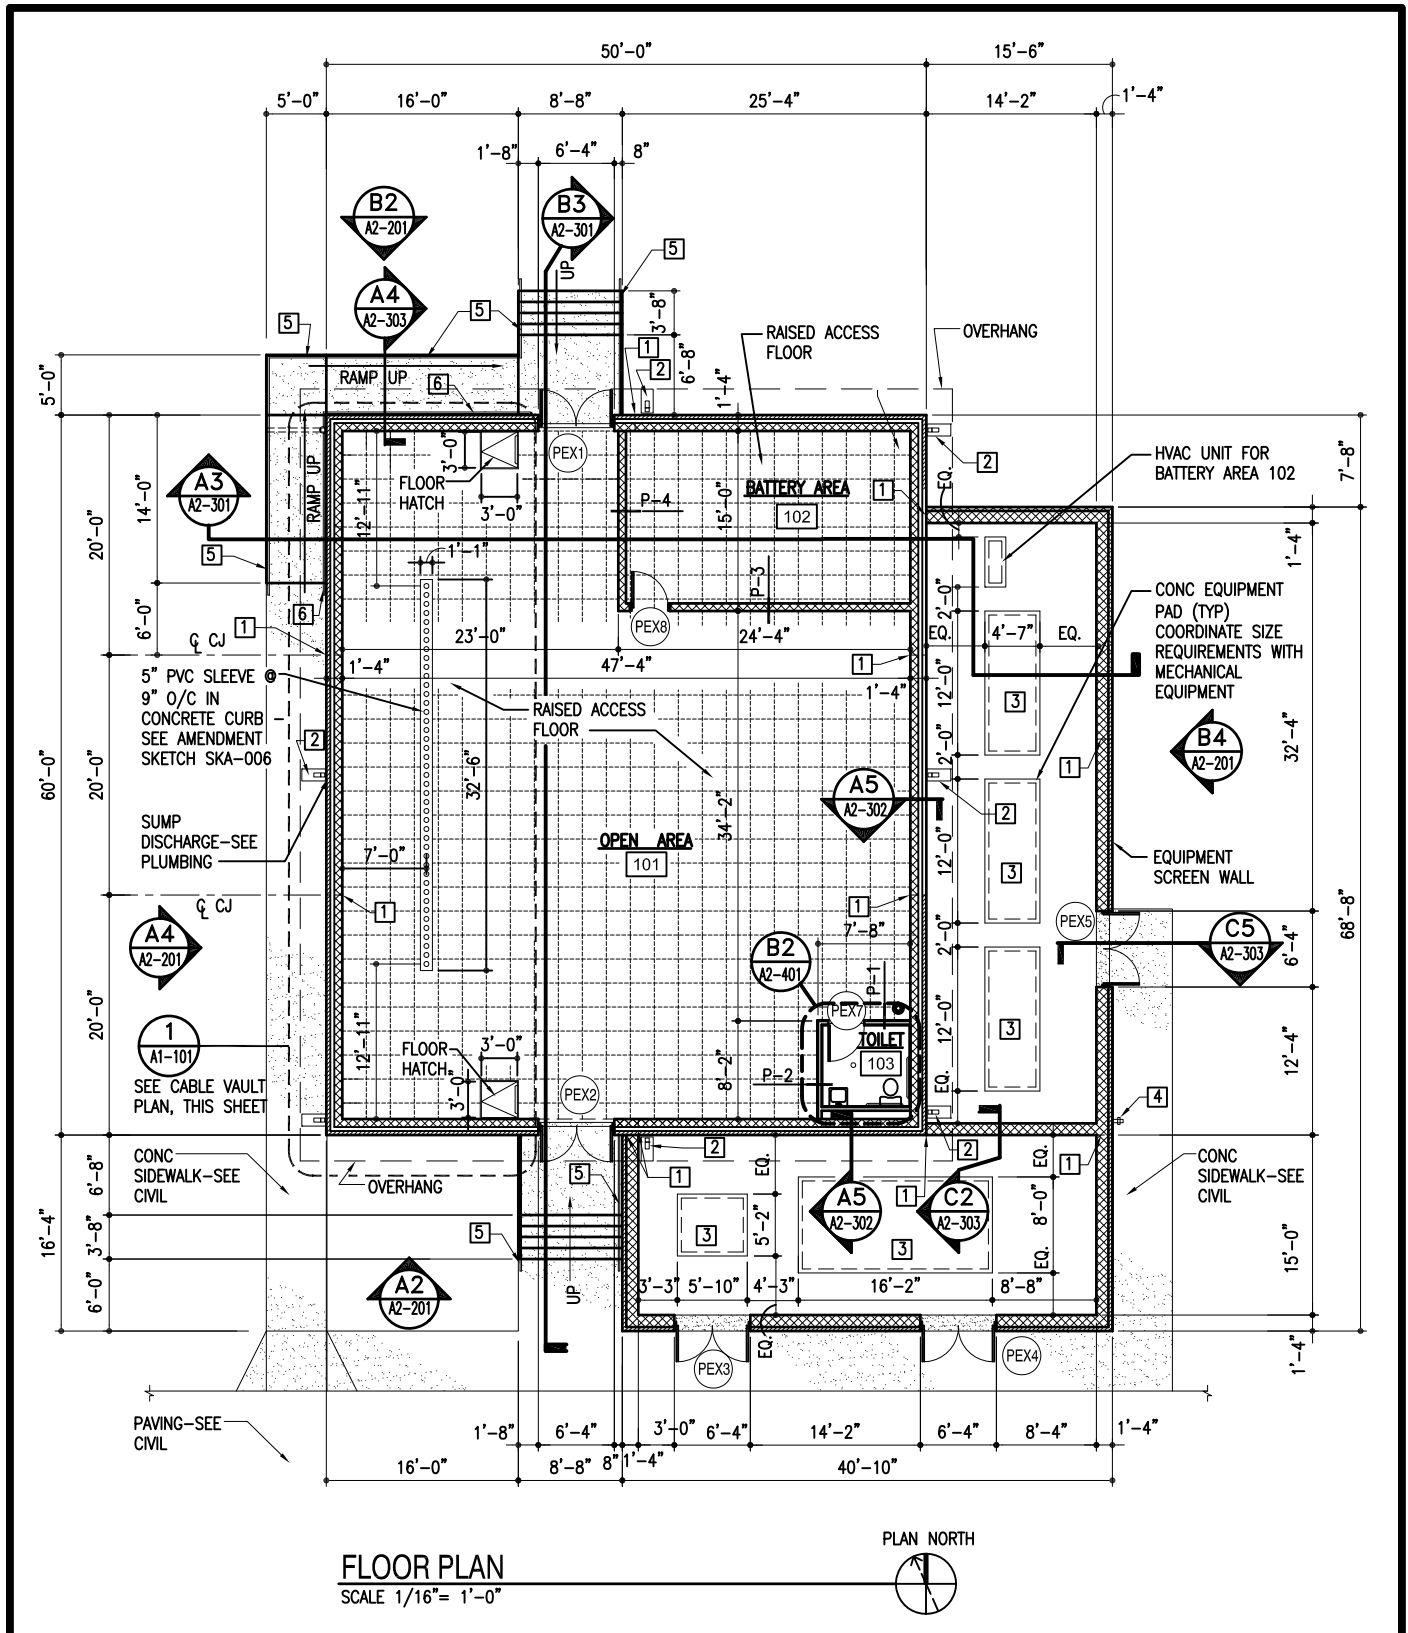 50'-0"
15'-6"
5'-0"
16'-0"
8'-8"
25'-4"
14'-2"
1'-4"
1'-8"
6'-4"
8"
B2
A2-201
B3
A2-301
5
UP
A4
A2-303
5
5
3'-8"
6'-8"
1
2
RAISED ACCESS
FLOOR
OVERHANG
RAMP UP
6
5'-0"
1'-4"
3'-0"
PEX1
FLOOR
HATCH
3'-0"
12'-11"
A3
A2-301
RAMP UP
14'-0"
20'-0"
5
P-4
15'-0"
BATTERY AREA
102
1
2
EQ.
HVAC UNIT FOR
BATTERY AREA 102
7'-8"
1'-4"
1'-1"
P-3
6'-0"
6
1
℄ CJ
PEX8
23'-0"
24'-4"
2'-0"
EQ.
4'-7"
EQ.
CONC EQUIPMENT
PAD (TYP)
COORDINATE SIZE
REQUIREMENTS WITH
MECHANICAL
EQUIPMENT
1'-4"
47'-4"
1
1'-4"
12'-0"
3
5" PVC SLEEVE @
9" O/C IN
CONCRETE CURB -
SEE AMENDMENT
SKETCH SKA-006
RAISED ACCESS
FLOOR
2
2'-0"
1
B4
A2-201
32'-4"
60'-0"
20'-0"
32'-6"
34'-2"
A5
A2-302
2
SUMP
DISCHARGE-SEE
PLUMBING
7'-0"
OPEN AREA
101
12'-0"
3
EQUIPMENT
SCREEN WALL
68'-8"
℄ CJ
1
1
7'-8"
2'-0"
PEX5
C5
A2-303
6'-4"
A4
A2-201
B2
A2-401
P-1
20'-0"
12'-11"
1
A1-101
SEE CABLE VAULT
PLAN, THIS SHEET
FLOOR
HATCH
3'-0"
3'-0"
PEX2
8'-2"
PEX7
TOILET
103
P-2
12'-0"
3
EQ.
12'-4"
4
CONC
SIDEWALK-SEE
CIVIL
OVERHANG
5
2
1
2
1
EQ.
EQ.
1
CONC
SIDEWALK-SEE
CIVIL
6'-8"
16'-4"
3'-8"
6'-0"
5
A2
A2-201
UP
3
5'-2"
A5
A2-302
C2
A2-303
3
8'-0"
EQ.
15'-0"
3'-3"
5'-10"
4'-3"
16'-2"
8'-8"
EQ.
PEX3
PEX4
1'-4"
PAVING-SEE
CIVIL
1'-8"
6'-4"
8"
1'-4"
3'-0"
6'-4"
14'-2"
6'-4"
8'-4"
1'-4"
16'-0"
8'-8"
40'-10"
PLAN NORTH
FLOOR PLAN
SCALE 1/16"= 1'-0"